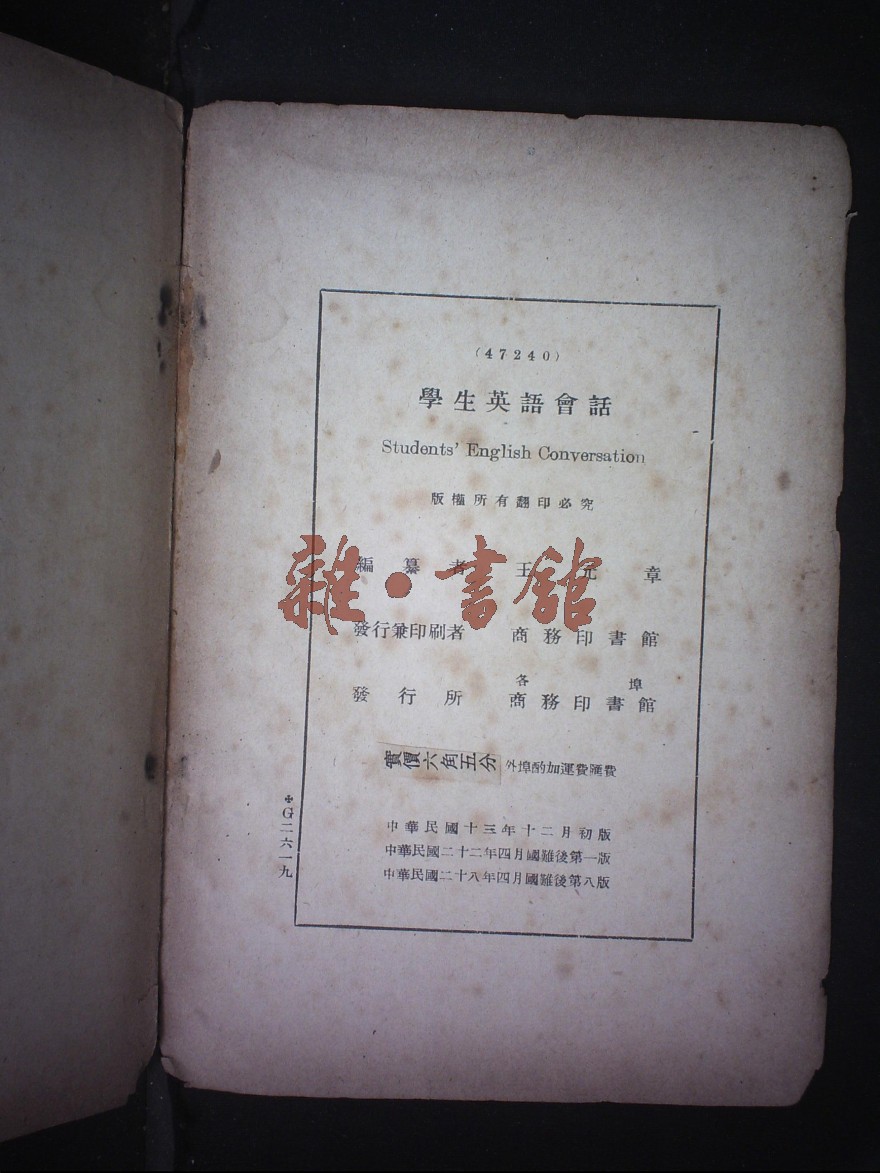 (47240)
學生英語會話
Students' English Conversation
版權所有翻印必究
編纂者 王元章
雜·書館
發行兼印刷者 商務印書館
各埠
發行所 商務印書館
實價六角五分 外埠酌加運費匯費
中華民國十三年十二月初版
中華民國二十二年四月國難後第一版
中華民國二十八年四月國難後第八版
G二六一九